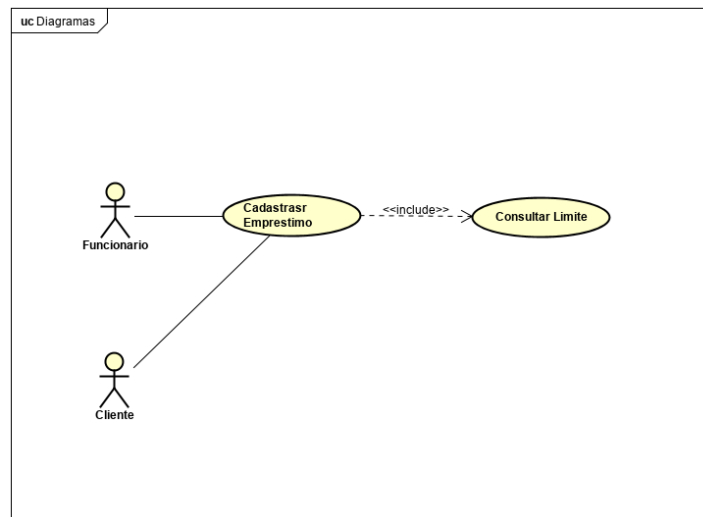 uc Diagramas
Cadastrasr
Emprestimo
<<include>>
Consultar Limite
Funcionario
Cliente